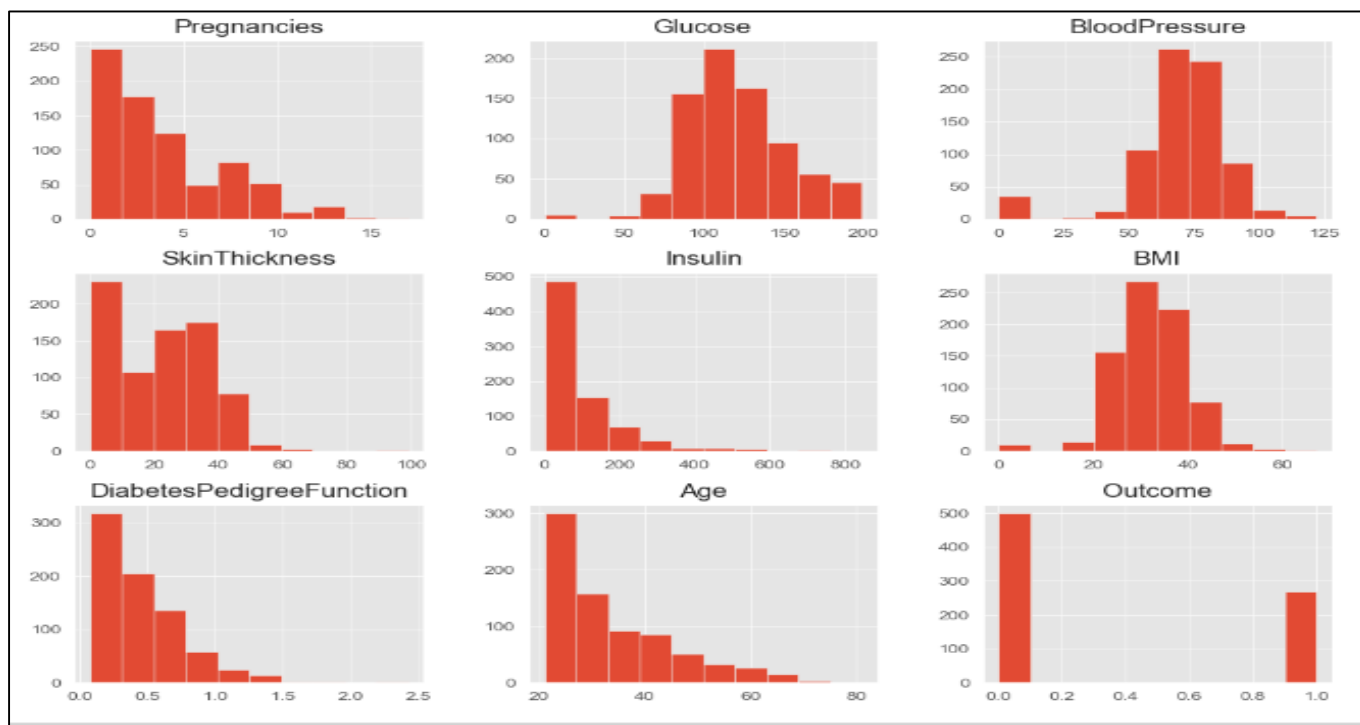 Pregnancies
250
200
150
100
50
0
0 5 10 15
Glucose
200
150
100
50
0
0 50 100 150 200
BloodPressure
250
200
150
100
50
0
0 25 50 75 100 125
SkinThickness
200
150
100
50
0
0 20 40 60 80 100
Insulin
500
400
300
200
100
0
0 200 400 600 800
BMI
250
200
150
100
50
0
0 20 40 60
DiabetesPedigreeFunction
300
200
100
0
0.0 0.5 1.0 1.5 2.0 2.5
Age
300
200
100
0
20 40 60 80
Outcome
500
400
300
200
100
0
0.0 0.2 0.4 0.6 0.8 1.0